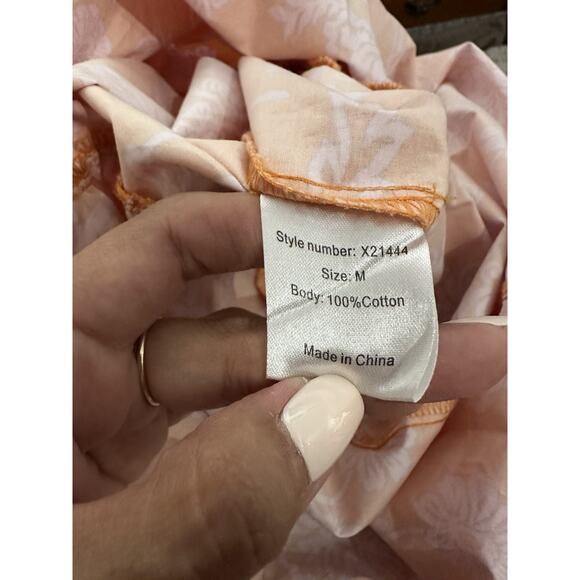 Style number: X21444
Size: M
Body: 100%Cotton
Made in China